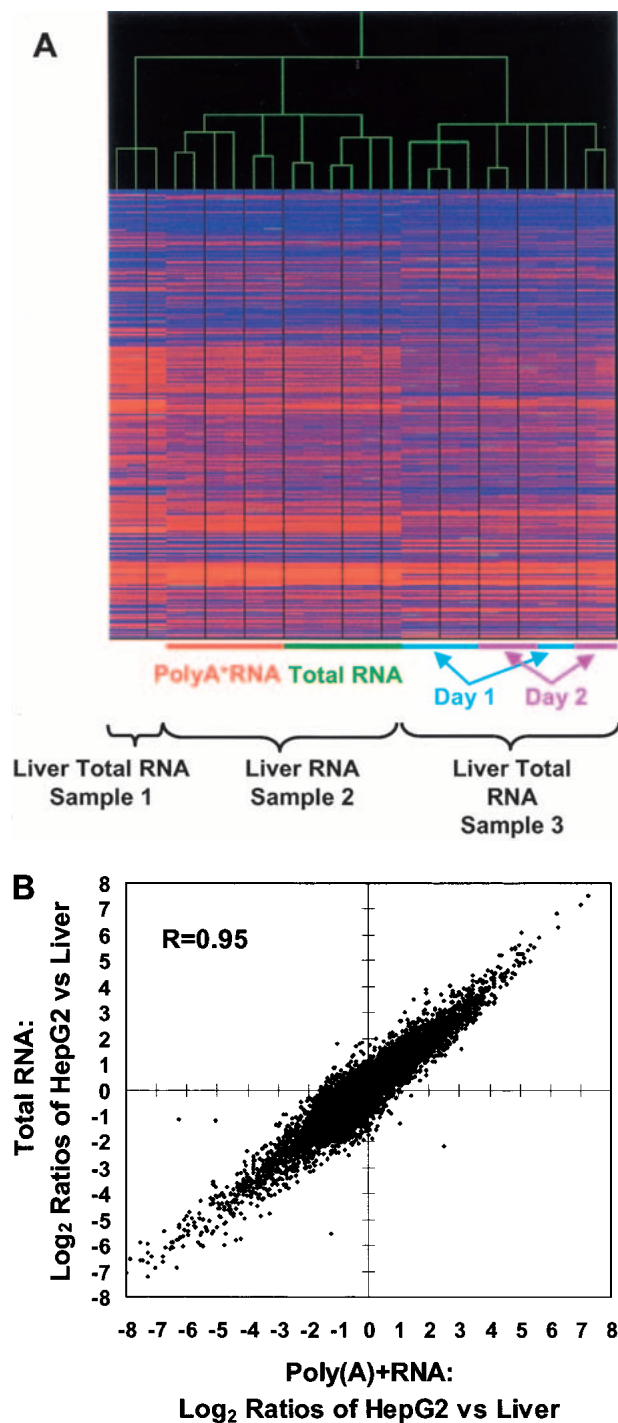 A
PolyA+RNA Total RNA
Day 1 Day 2
Liver Total RNA
Sample 1
Liver RNA
Sample 2
Liver Total
RNA
Sample 3
B
R=0.95
8
7
6
5
4
3
2
1
0
-1
-2
-3
-4
-5
-6
-7
-8
Total RNA:
Log2 Ratios of HepG2 vs Liver
-8 -7 -6 -5 -4 -3 -2 -1 0 1 2 3 4 5 6 7 8
Poly(A)+RNA:
Log2 Ratios of HepG2 vs Liver